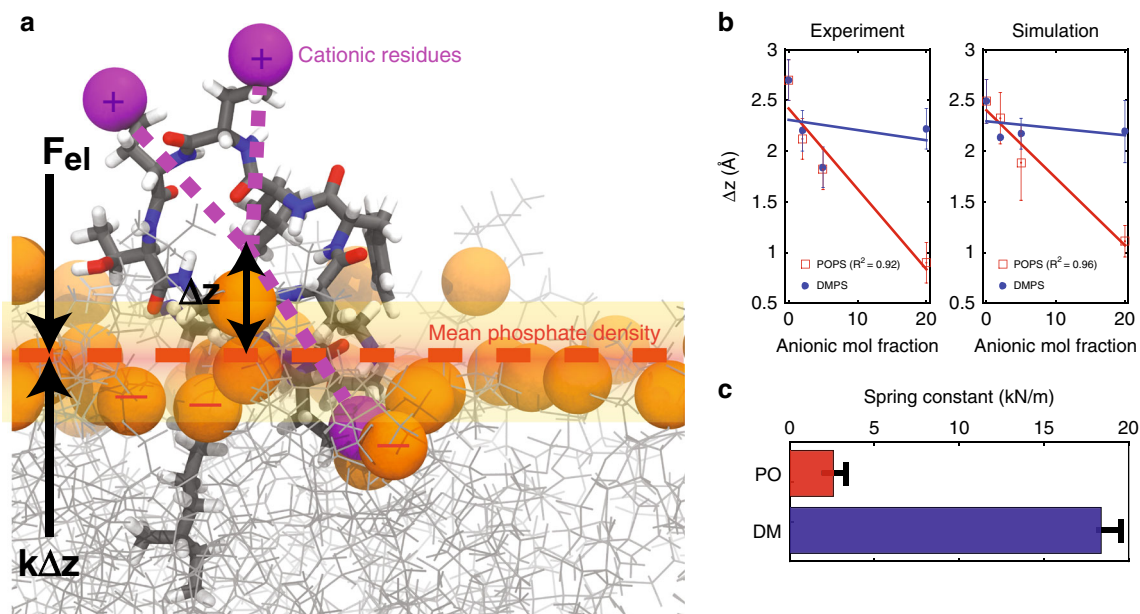 a
+
+
Cationic residues
Fel
Δz
Mean phosphate density
kΔz
b
Experiment
Simulation
Δz (Å)
3
2.5
2
1.5
1
0.5
POPS (R² = 0.92)
DMPS
0
10
20
Anionic mol fraction
3
2.5
2
1.5
1
0.5
POPS (R² = 0.96)
DMPS
0
10
20
Anionic mol fraction
c
Spring constant (kN/m)
0
5
10
15
20
PO
DM